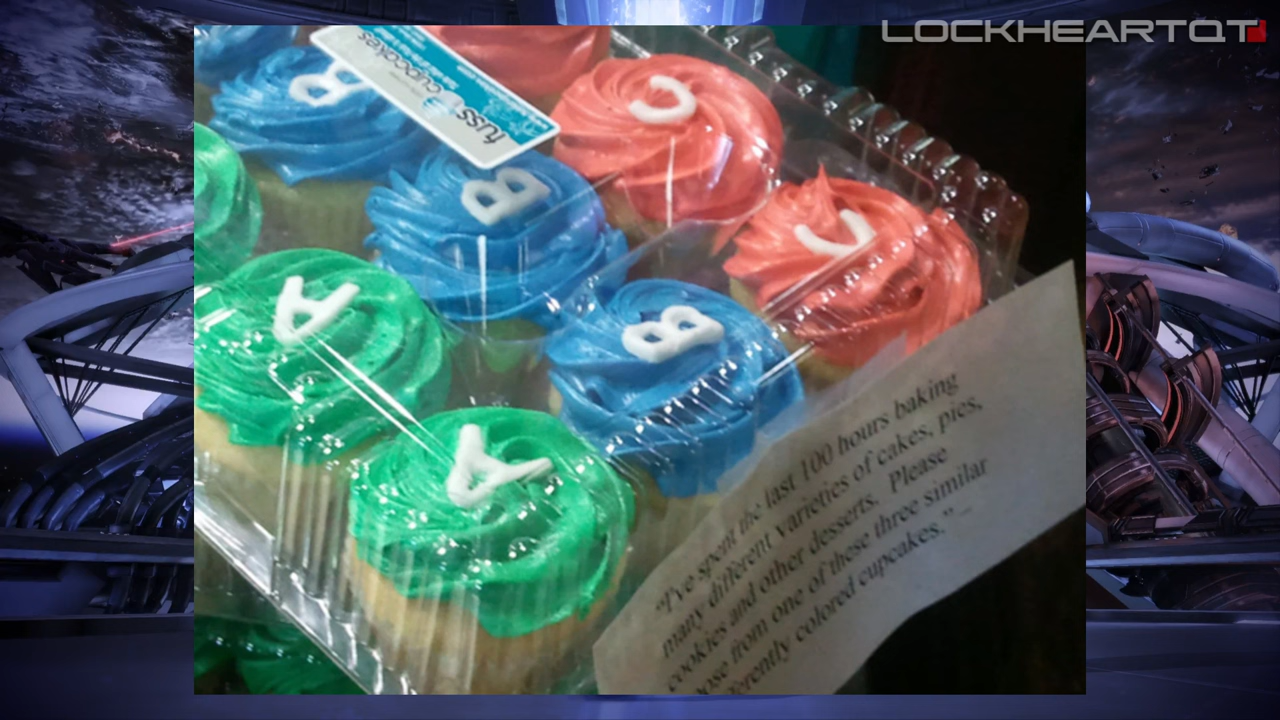 LOCKHEARTQT
fuss cupcakes
C
B
B
C
A
B
A
"I've spent the last 100 hours baking
many different varieties of cakes, pies,
cookies and other desserts. Please
from one of these three similar
colored cupcakes."